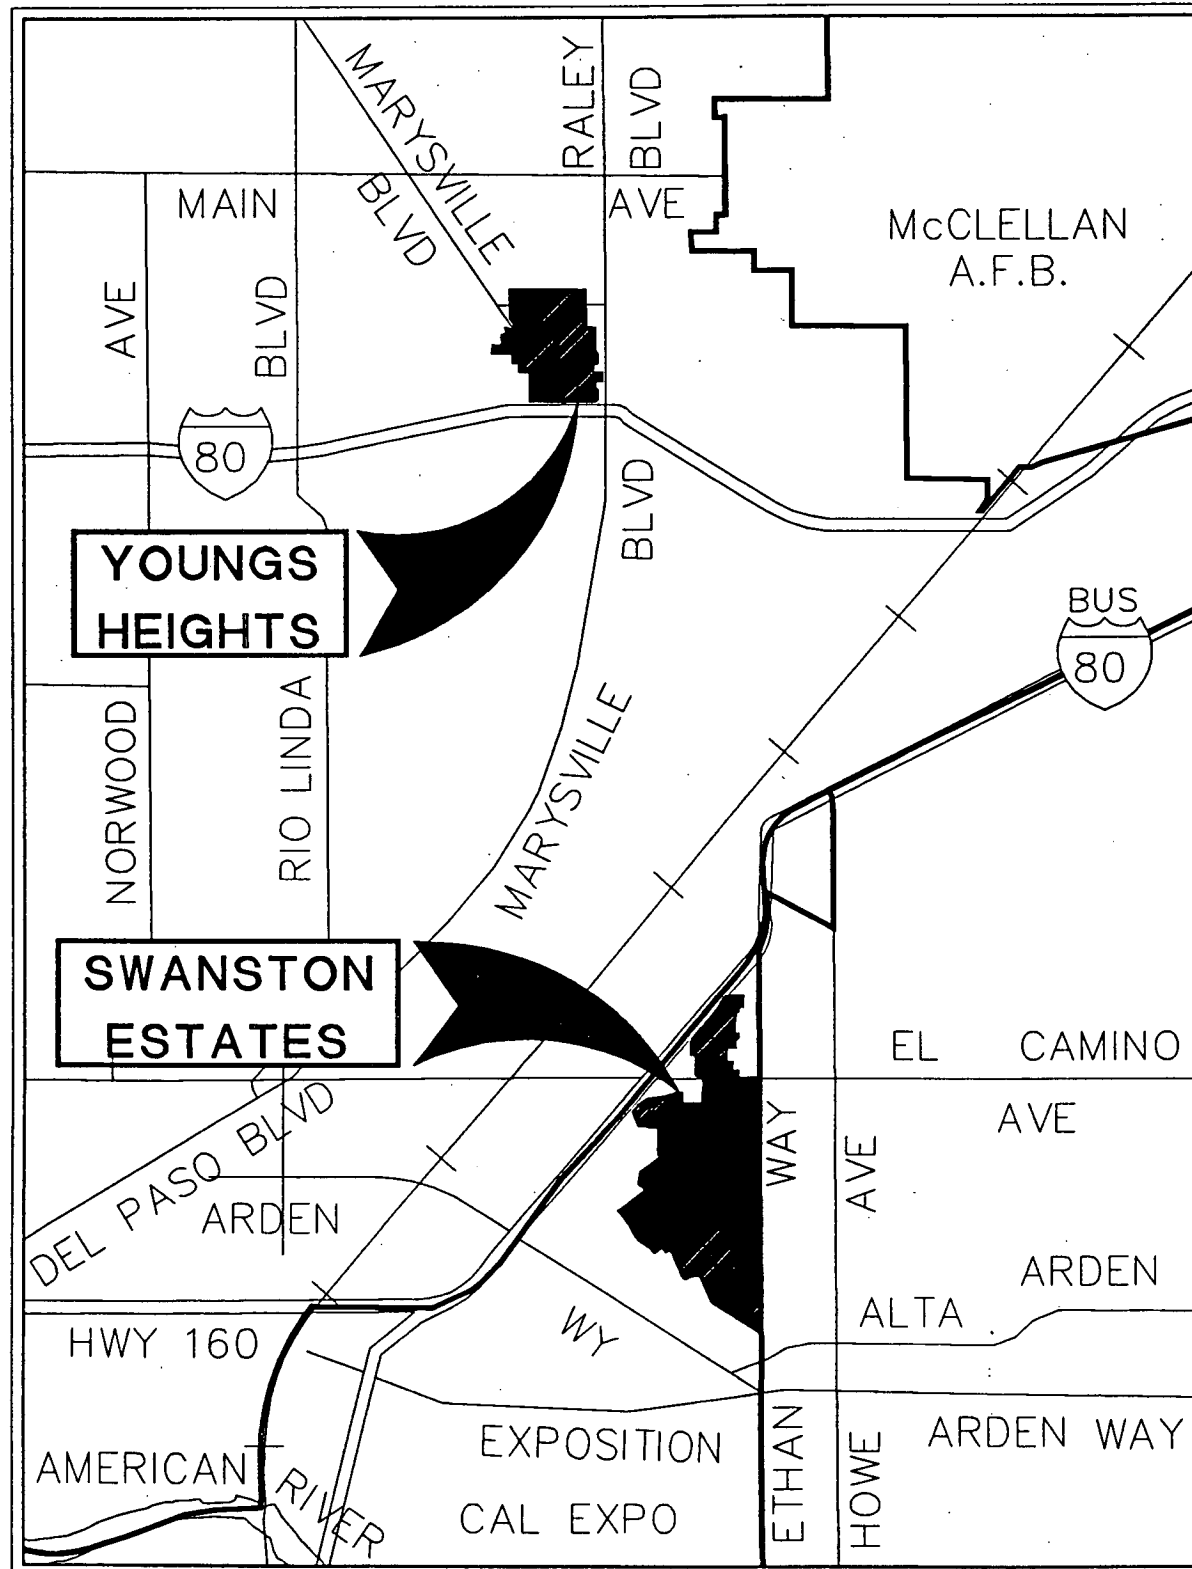 MARYSVILLE
BLVD
RALEY
BLVD
MAIN
AVE
McCLELLAN
A.F.B.
AVE
BLVD
80
BLVD
YOUNGS
HEIGHTS
BUS
80
NORWOOD
RIO LINDA
MARYSVILLE
SWANSTON
ESTATES
EL CAMINO
AVE
WAY
AVE
DEL PASO BLVD
ARDEN
WY
ARDEN
ALTA
HWY 160
EXPOSITION
ETHAN
HOWE
ARDEN WAY
AMERICAN
RIVER
CAL EXPO